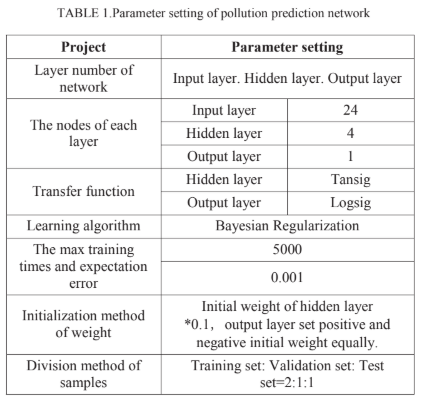 TABLE 1.Parameter setting of pollution prediction network
Project Parameter setting
Layer number of
network
Input layer. Hidden layer. Output layer
The nodes of each
layer
Input layer 24
Hidden layer 4
Output layer 1
Transfer function
Hidden layer Tansig
Output layer Logsig
Learning algorithm Bayesian Regularization
The max training
times and expectation
error
5000
0.001
Initialization method
of weight
Initial weight of hidden layer
*0.1, output layer set positive and
negative initial weight equally.
Division method of
samples
Training set: Validation set: Test
set=2:1:1